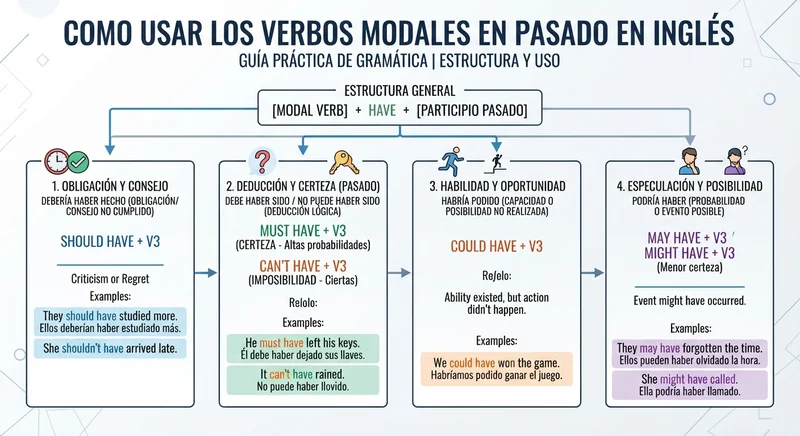 COMO USAR LOS VERBOS MODALES EN PASADO EN INGLÉS
GUÍA PRÁCTICA DE GRAMÁTICA | ESTRUCTURA Y USO
ESTRUCTURA GENERAL
[MODAL VERB] + HAVE + [PARTICIPIO PASADO]
1. OBLIGACIÓN Y CONSEJO
DEBERÍA HABER HECHO (OBLIGACIÓN/
CONSEJO NO CUMPLIDO)
SHOULD HAVE + V3
Criticism or Regret
Examples:
They should have studied more.
Ellos deberían haber estudiado más.
She shouldn't have arrived late.
?
2. DEDUCCIÓN Y CERTEZA (PASADO)
DEBE HABER SIDO / NO PUEDE HABER SIDO
(DEDUCCIÓN LÓGICA)
MUST HAVE + V3
(CERTEZA - Altas probabilidades)
CAN'T HAVE + V3
(IMPOSIBILIDAD - Ciertas)
Relolo:
Examples:
He must have left his keys.
Él debe haber dejado sus llaves.
It can't have rained.
No puede haber llovido.
3. HABILIDAD Y OPORTUNIDAD
HABRÍA PODIDO (CAPACIDAD O
POSIBILIDAD NO REALIZADA)
COULD HAVE + V3
Relelo:
Ability existed, but action
didn't happen.
Examples:
We could have won the game.
Habríamos podido ganar el juego.
?
4. ESPECULACIÓN Y POSIBILIDAD
PODRÍA HABER (PROBABILIDAD
O EVENTO POSIBLE)
MAY HAVE + V3 /
MIGHT HAVE + V3
(Menor certeza)
Event might have occurred.
Examples:
They may have forgotten the time.
Ellos pueden haber olvidado la hora.
She might have called.
Ella podría haber llamado.